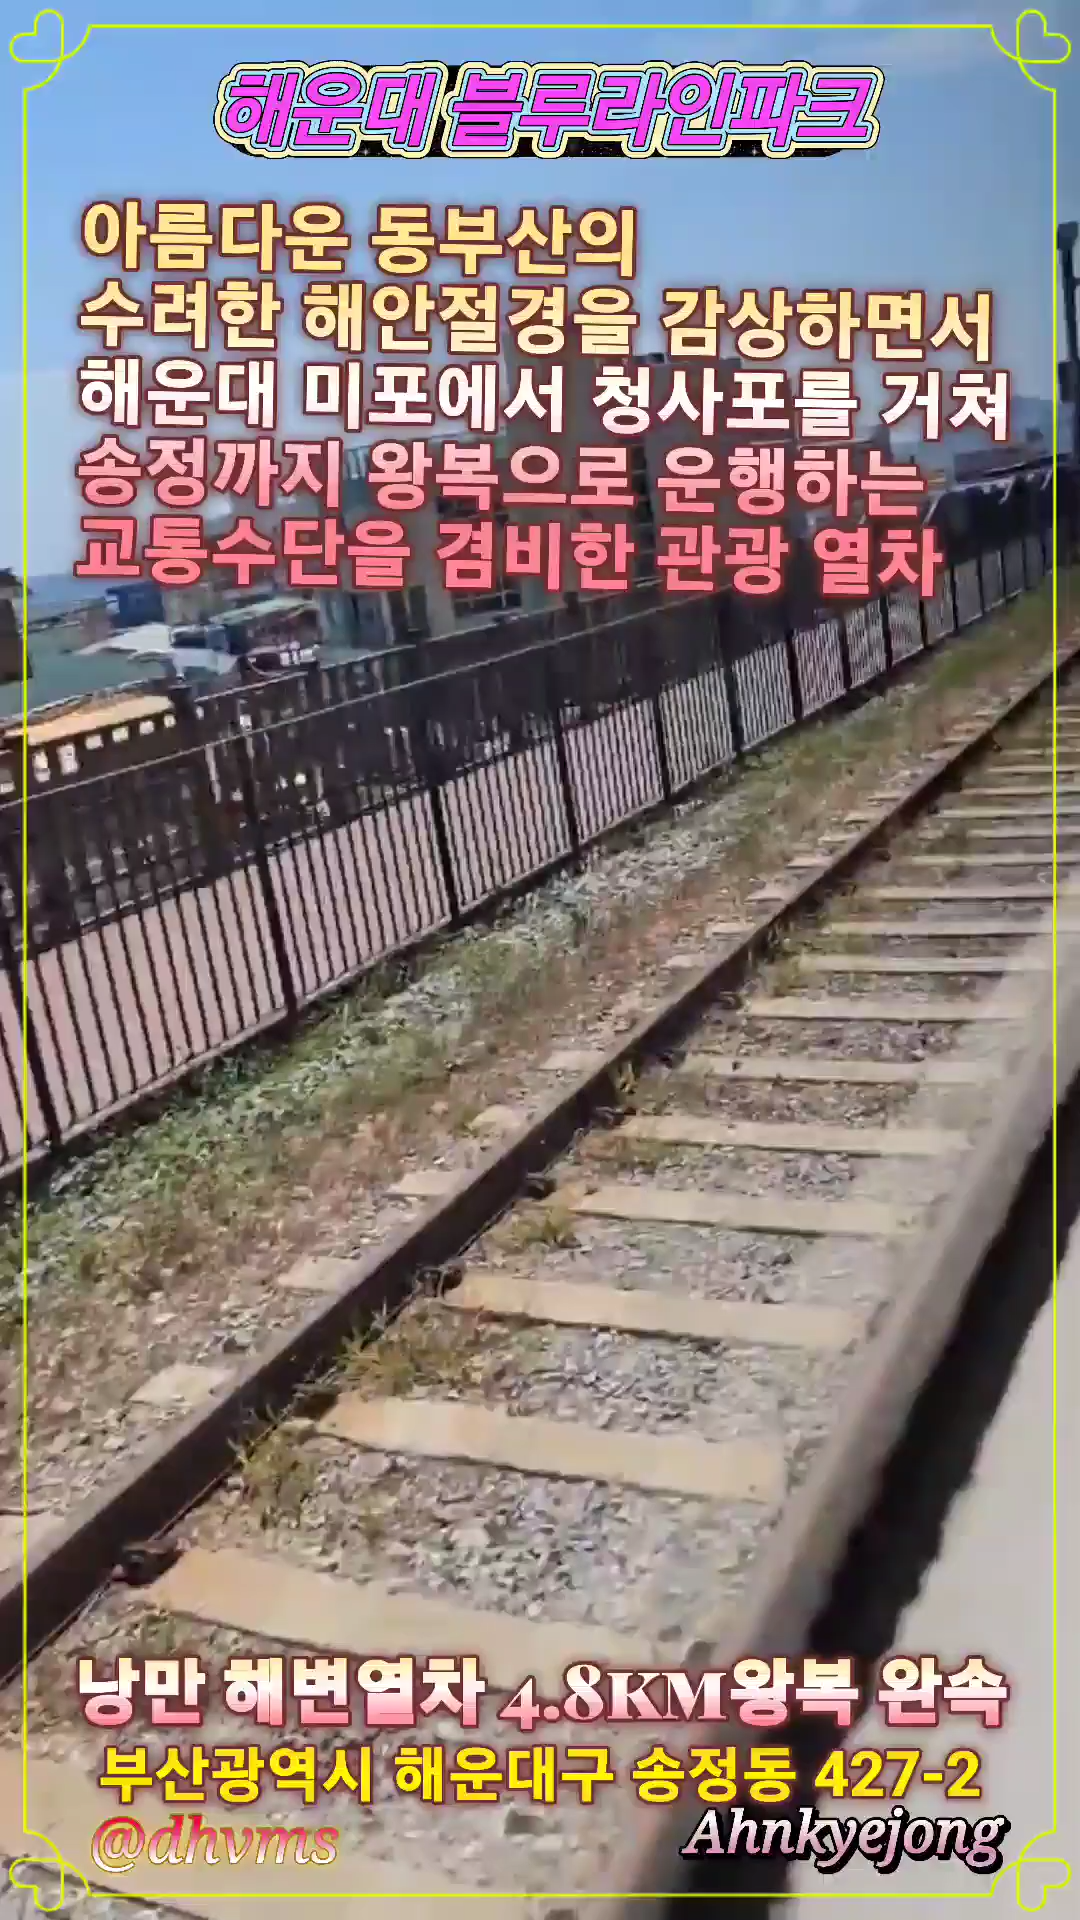 해운대 블루라인파크
아름다운 동부산의
수려한 해안절경을 감상하면서
해운대 미포에서 청사포를 거쳐
송정까지 왕복으로 운행하는
교통수단을 겸비한 관광 열차
낭만 해변열차 4.8KM왕복 완속
부산광역시 해운대구 송정동 427-2
@dhvms
Ahnkyejong